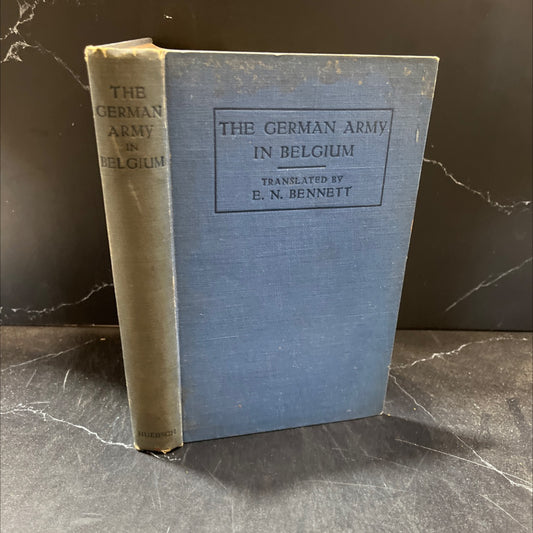 THE
GERMAN
ARMY
IN
BELGIUM
HUEBSCH
THE GERMAN ARMY
IN BELGIUM
TRANSLATED BY
E. N. BENNETT